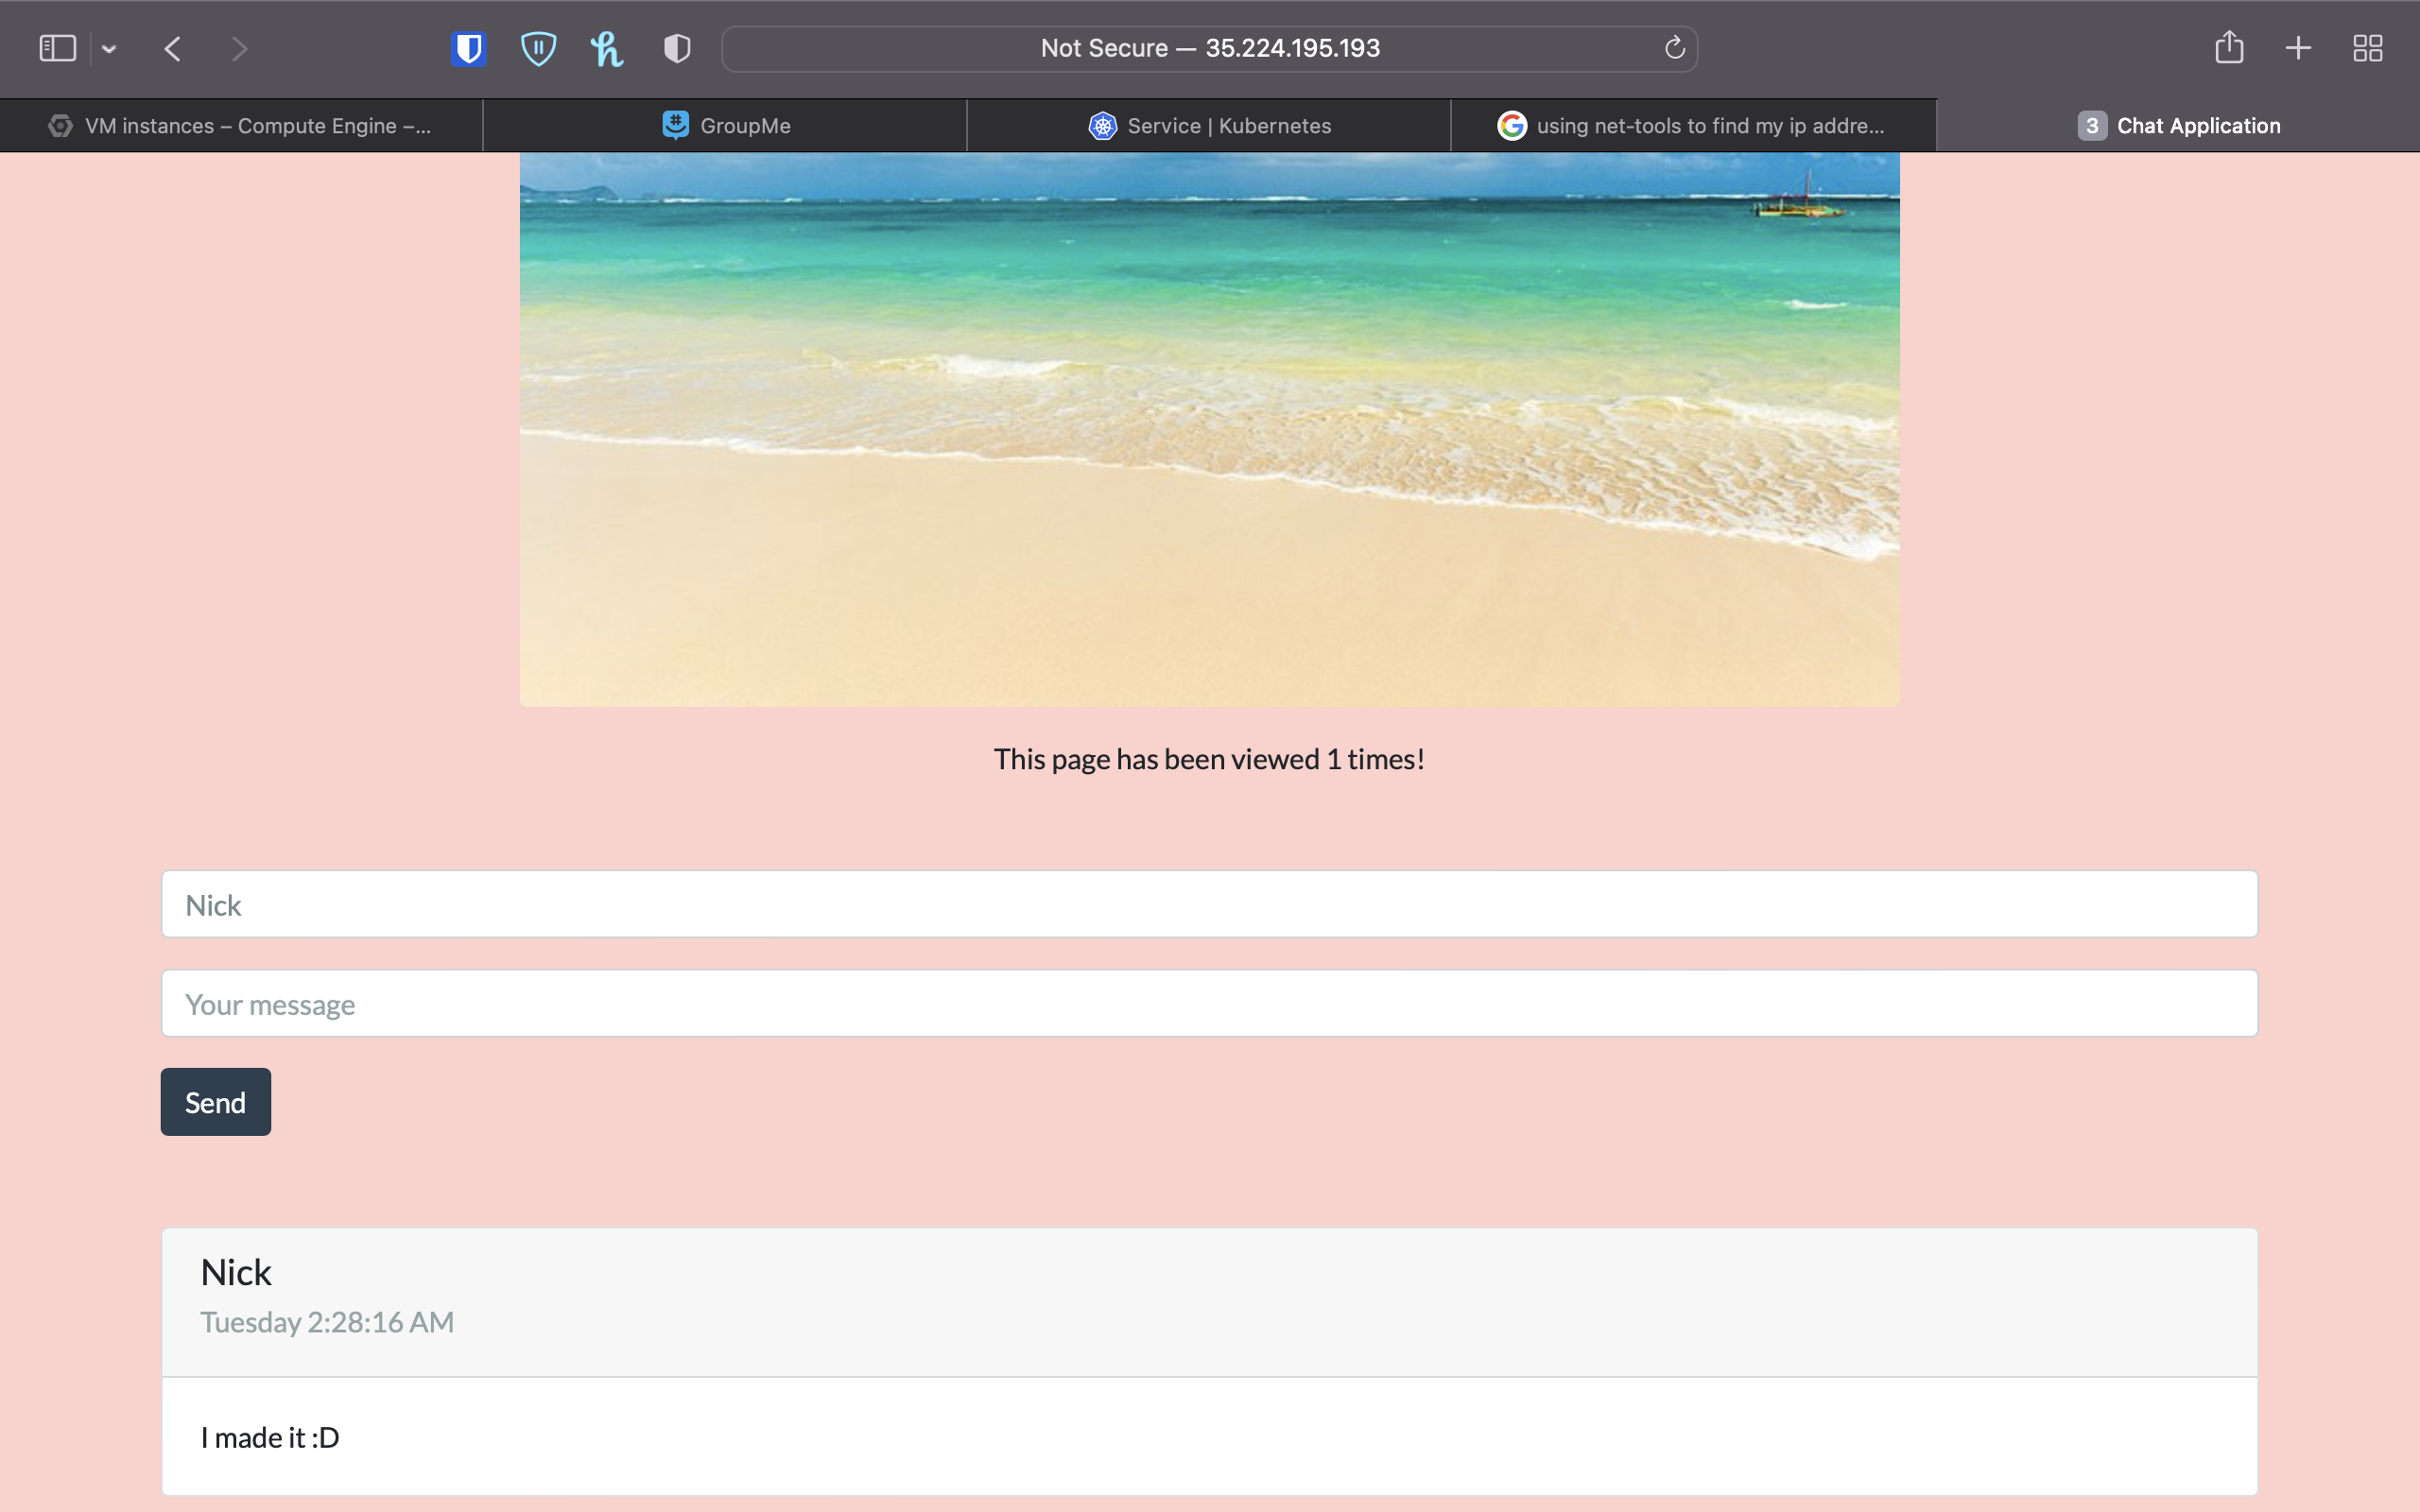 Not Secure — 35.224.195.193
VM instances – Compute Engine –...
GroupMe
Service | Kubernetes
using net-tools to find my ip addre...
3 Chat Application
This page has been viewed 1 times!
Nick
Your message
Send
Nick
Tuesday 2:28:16 AM
I made it :D